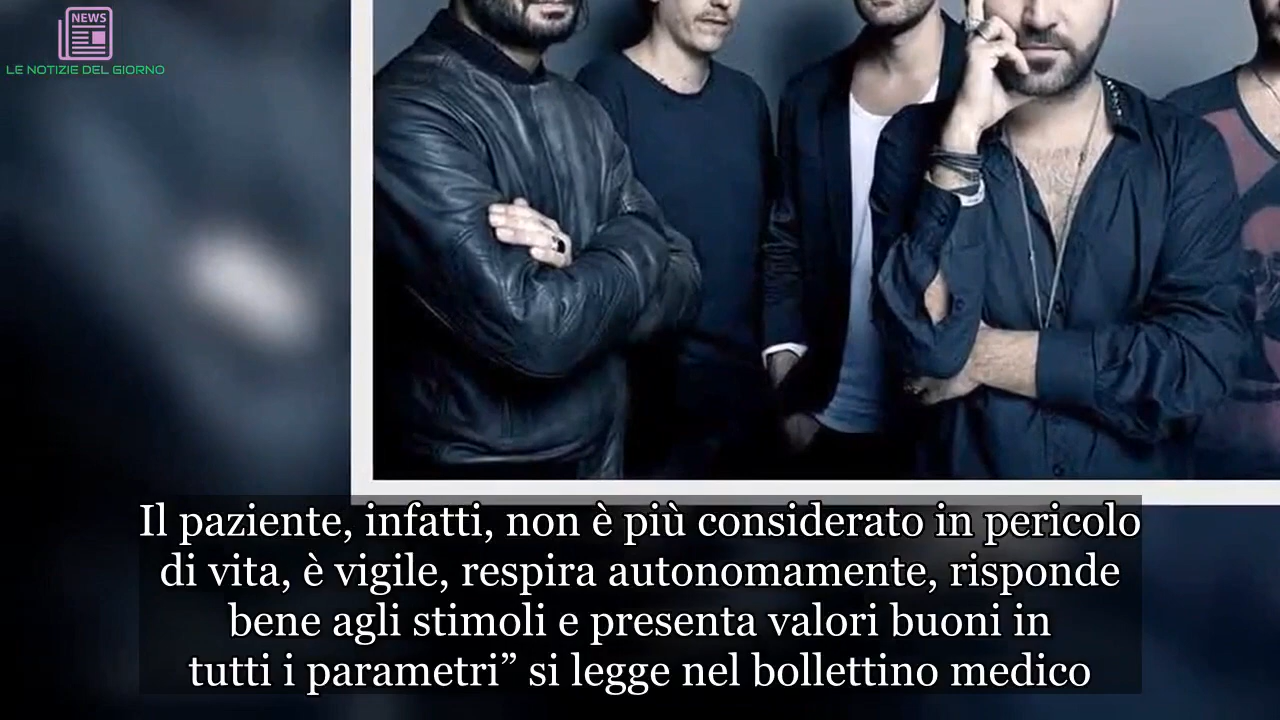 NEWS
LE NOTIZIE DEL GIORNO
Il paziente, infatti, non è più considerato in pericolo
di vita, è vigile, respira autonomamente, risponde
bene agli stimoli e presenta valori buoni in
tutti i parametri” si legge nel bollettino medico